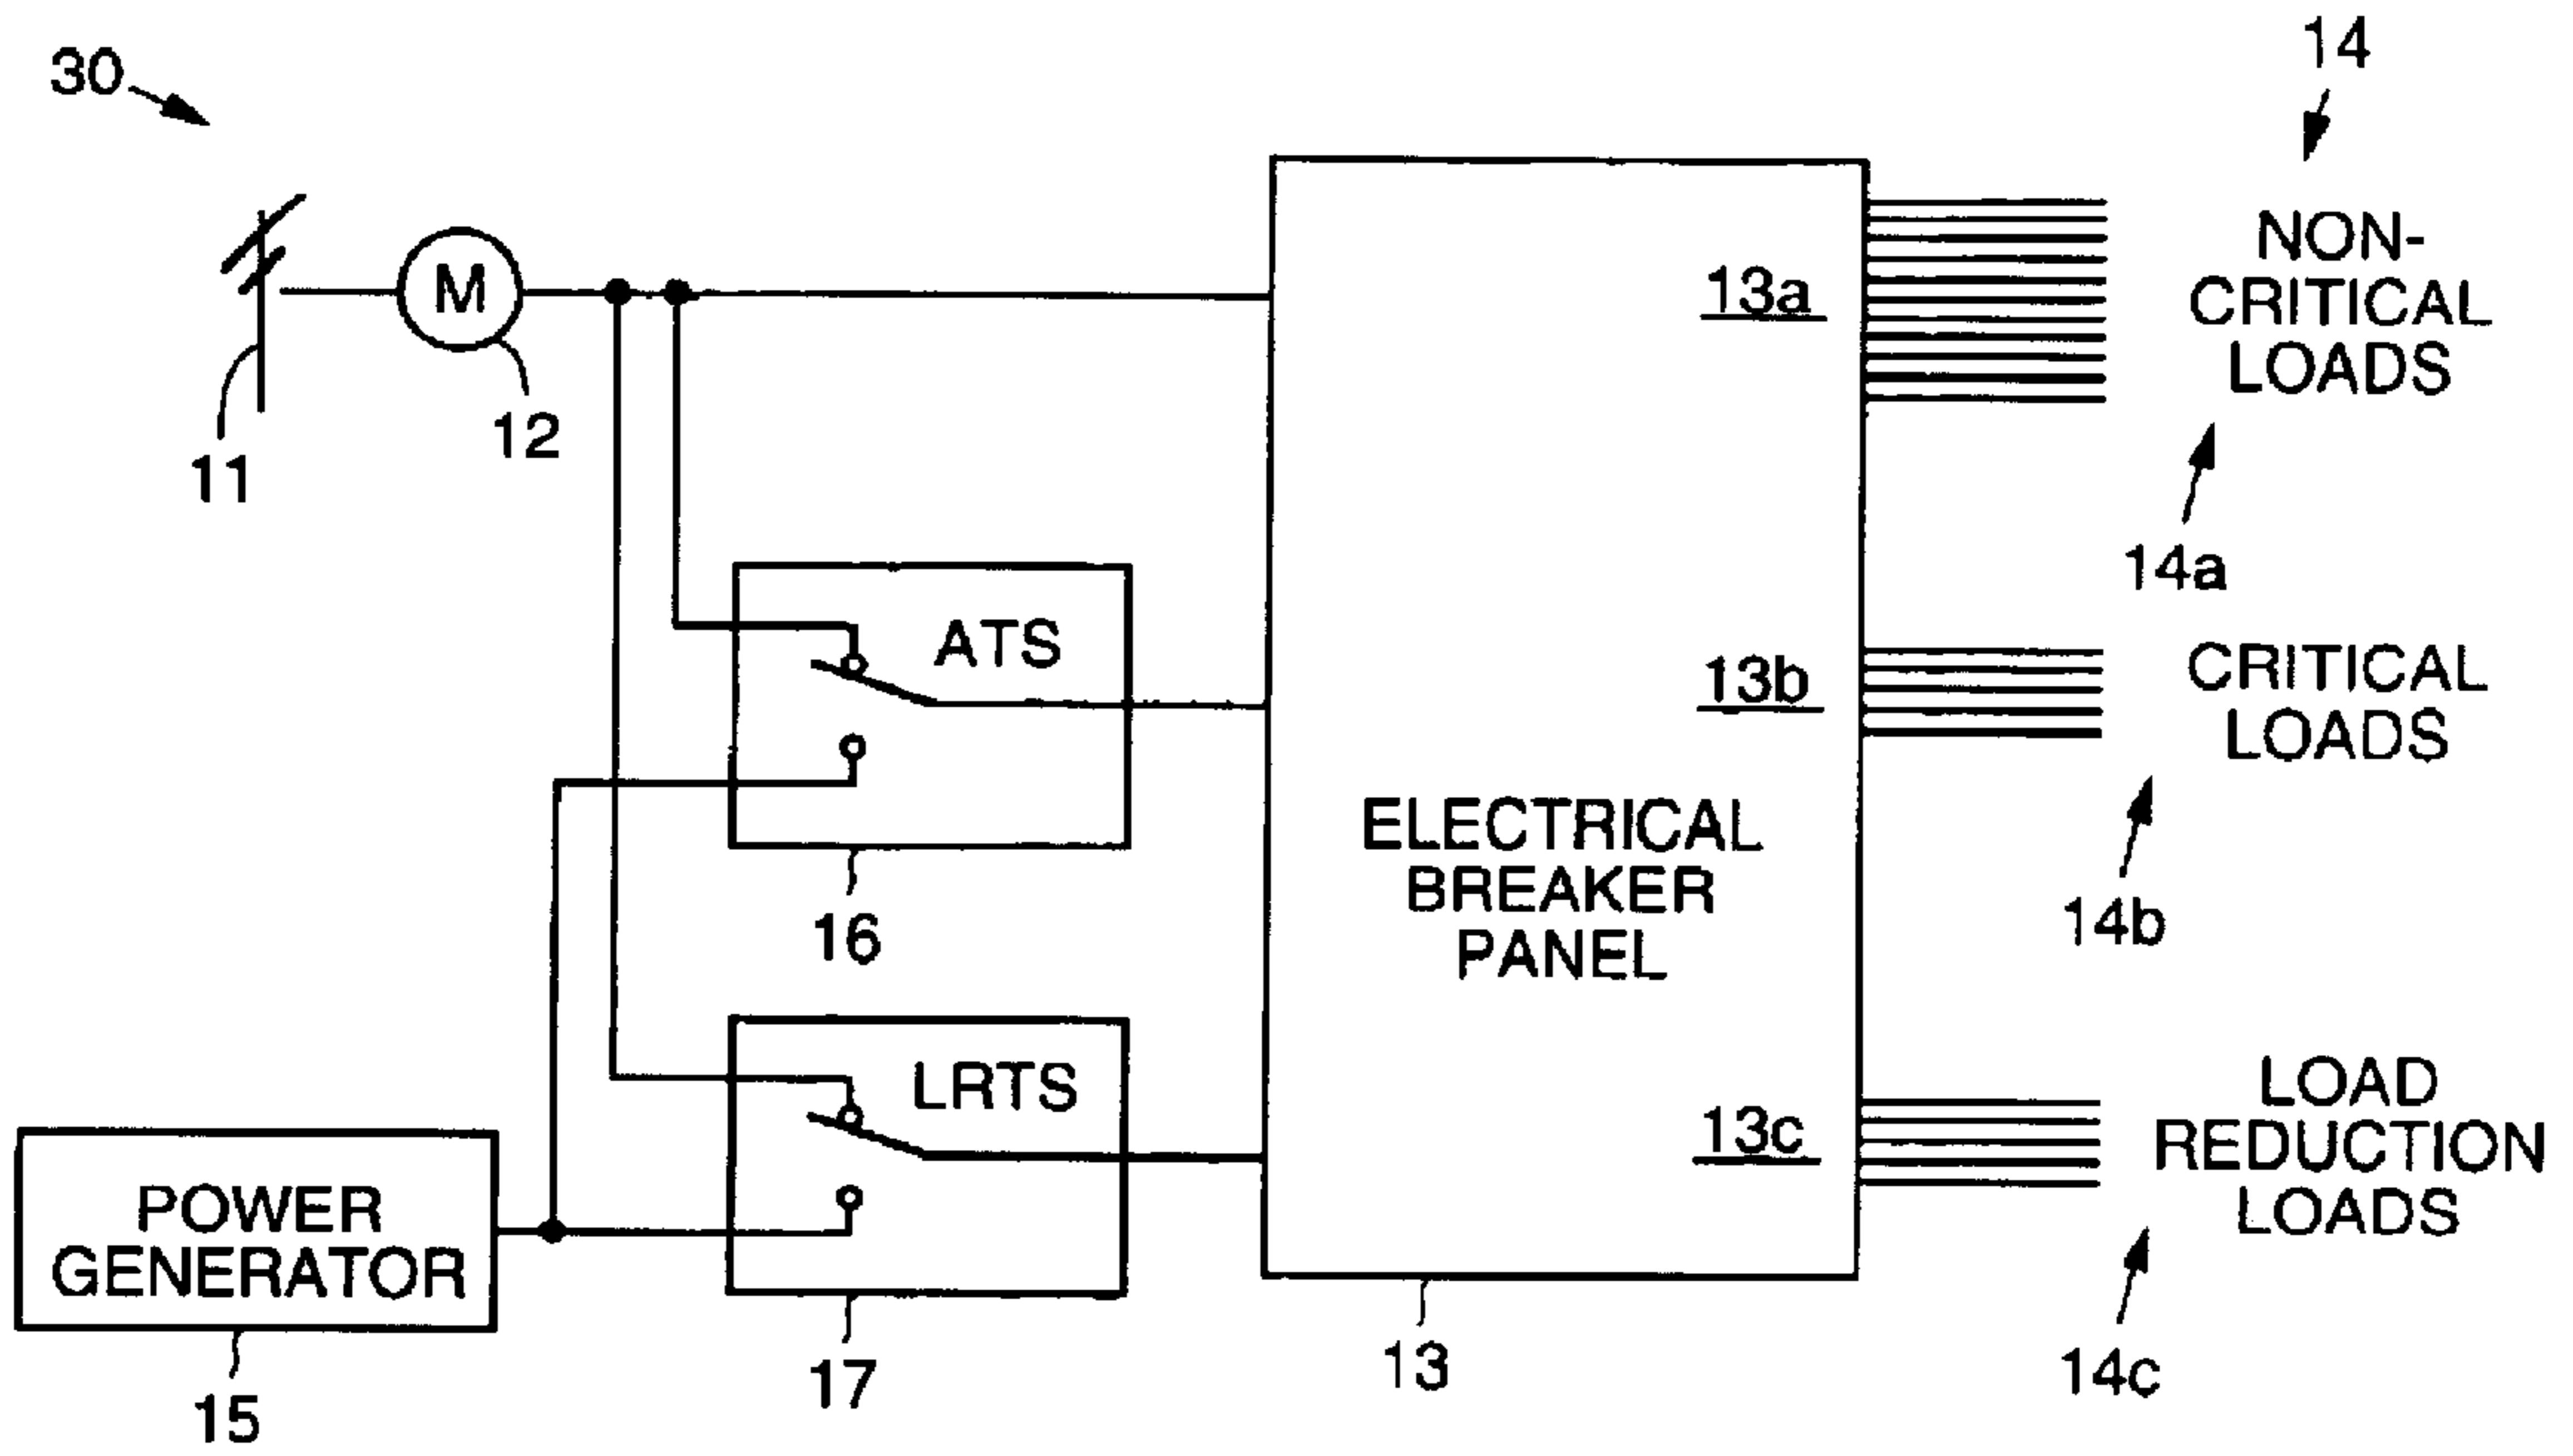 30
14
NON-
CRITICAL
LOADS
13a
M
12
11
14a
ATS
CRITICAL
LOADS
13b
ELECTRICAL
BREAKER
PANEL
16
14b
LRTS
LOAD
REDUCTION
LOADS
13c
POWER
GENERATOR
17
13
14c
15